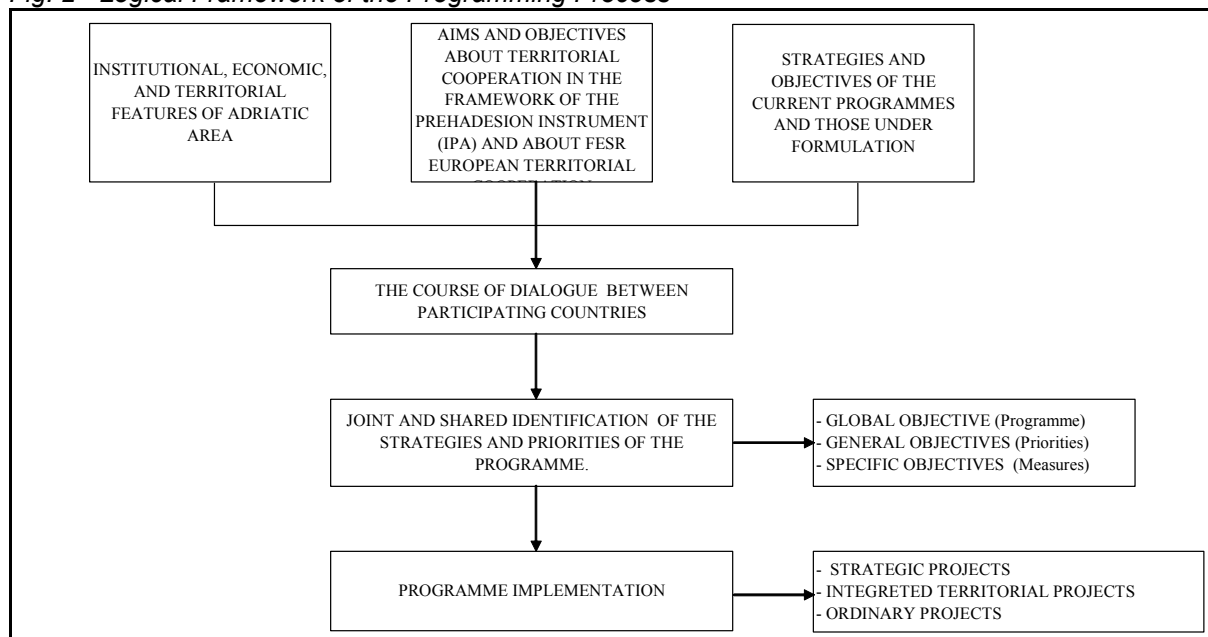 Fig. 2 - Logical Framework of the Programming Process
INSTITUTIONAL, ECONOMIC,
AND TERRITORIAL
FEATURES OF ADRIATIC
AREA
AIMS AND OBJECTIVES
ABOUT TERRITORIAL
COOPERATION IN THE
FRAMEWORK OF THE
PREHADESION INSTRUMENT
(IPA) AND ABOUT FESR
EUROPEAN TERRITORIAL
STRATEGIES AND
OBJECTIVES OF THE
CURRENT PROGRAMMES
AND THOSE UNDER
FORMULATION
THE COURSE OF DIALOGUE BETWEEN
PARTICIPATING COUNTRIES
JOINT AND SHARED IDENTIFICATION OF THE
STRATEGIES AND PRIORITIES OF THE
PROGRAMME.
- GLOBAL OBJECTIVE (Programme)
- GENERAL OBJECTIVES (Priorities)
- SPECIFIC OBJECTIVES (Measures)
PROGRAMME IMPLEMENTATION
- STRATEGIC PROJECTS
- INTEGRETED TERRITORIAL PROJECTS
- ORDINARY PROJECTS